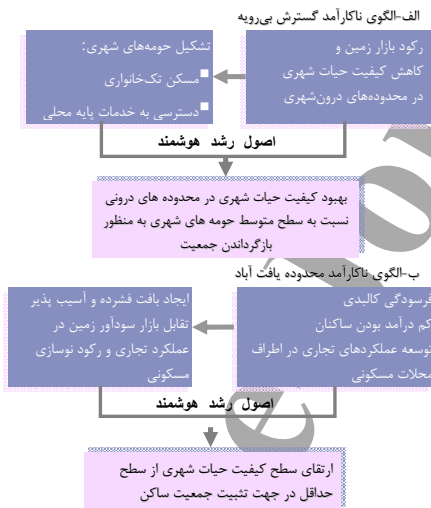 الف-الگوی ناکارآمد گسترش بی‌رویه
رکود بازار زمین و
کاهش کیفیت حیات شهری
در محدوده‌های درون‌شهری
تشکیل حومه‌های شهری:
مسکن تک‌خانواری
دسترسی به خدمات پایه محلی
اصول رشد هوشمند
بهبود کیفیت حیات شهری در محدوده های درونی
نسبت به سطح متوسط حومه های شهری به منظور
بازگرداندن جمعیت
ب-الگوی ناکارآمد محدوده یافت آباد
فرسودگی کالبدی
کم درآمد بودن ساکنان
توسعه عملکردهای تجاری در اطراف
محلات مسکونی
ایجاد بافت فشرده و آسیب پذیر
تقابل بازار سودآور زمین در
عملکرد تجاری و رکود نوسازی
مسکونی
اصول رشد هوشمند
ارتقای سطح کیفیت حیات شهری از سطح
حداقل در جهت تثبیت جمعیت ساکن